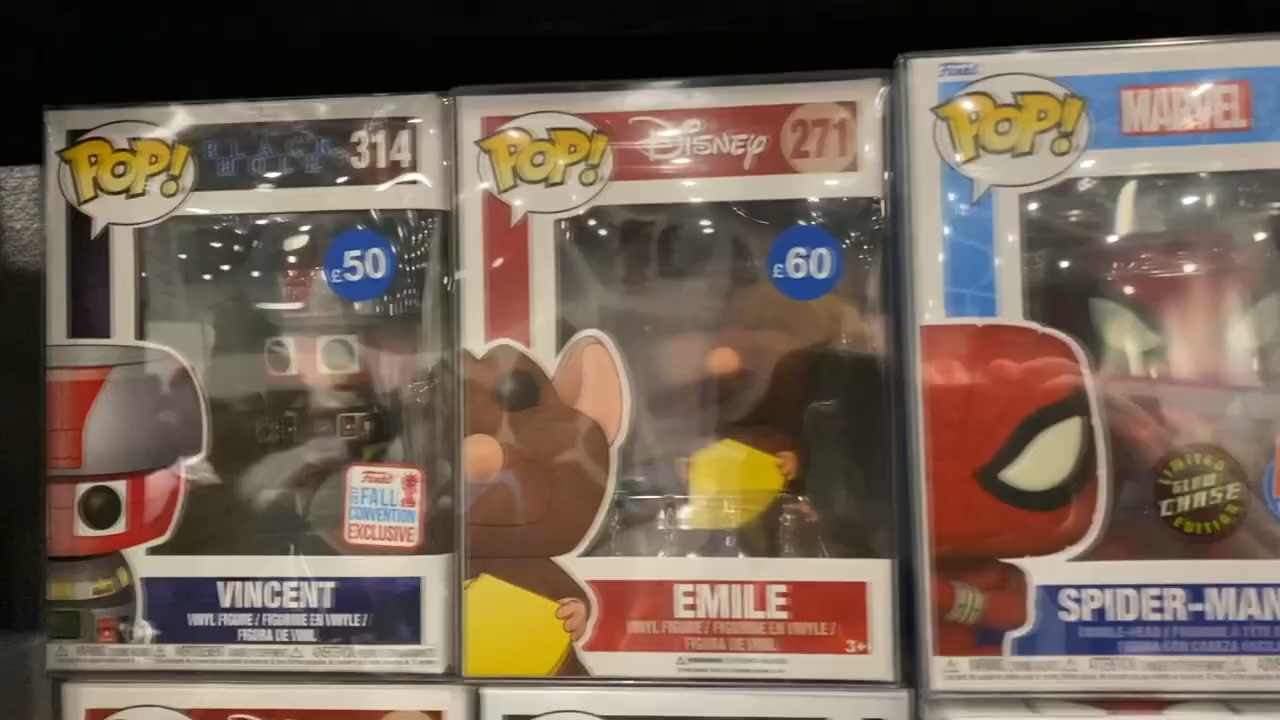 POP! BLACK HOLE 314
£50
Funko
2017 FALL CONVENTION EXCLUSIVE
VINCENT
VINYL FIGURE / FIGURINE EN VINYLE /
FIGURA DE VINIL
POP! Disney 271
£60
EMILE
VINYL FIGURE / FIGURINE EN VINYLE /
FIGURA DE VINIL
3+
WARNING
Funko
POP! MARVEL
LIMITED
GLOW
CHASE
EDITION
SPIDER-MAN